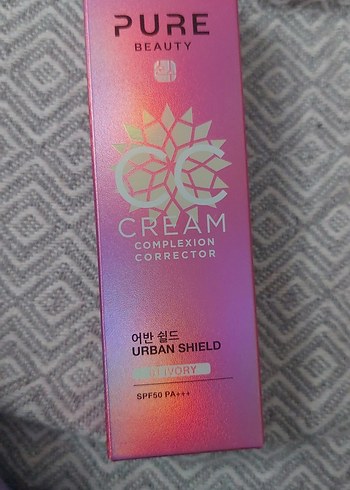 PURE
BEAUTY
CC
CREAM
COMPLEXION
CORRECTOR
어반 쉴드
URBAN SHIELD
IVORY
SPF50 PA+++